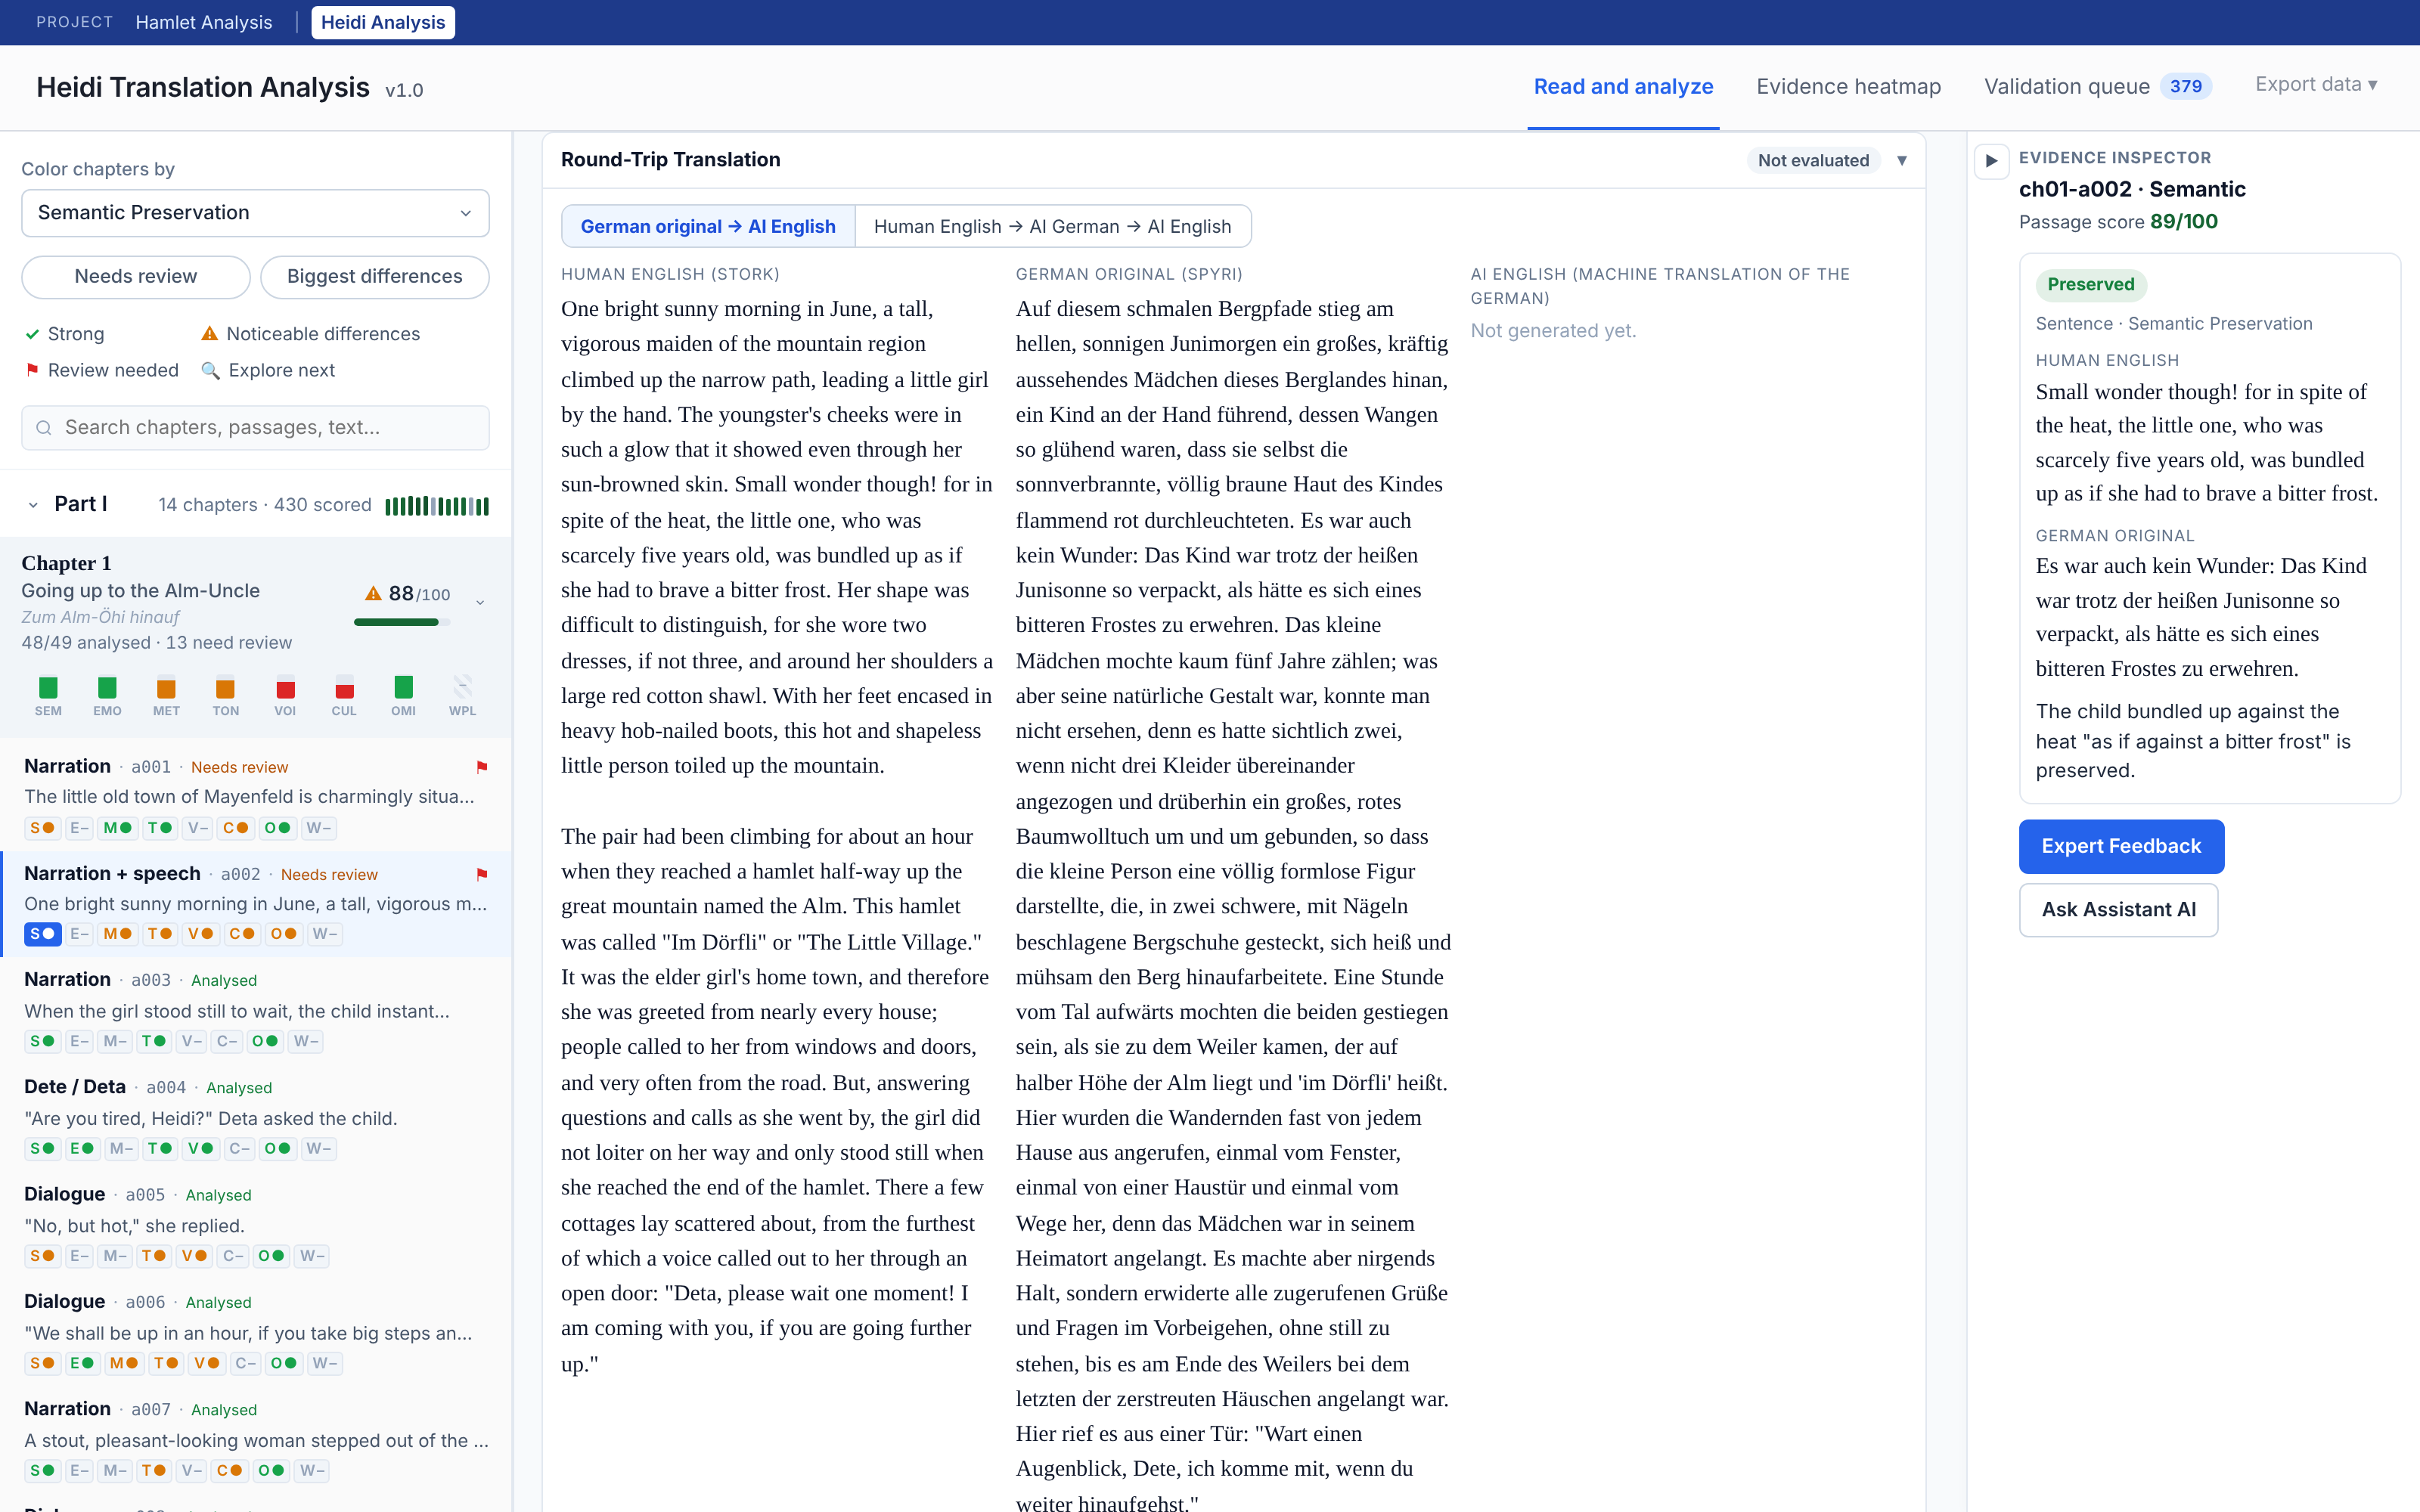 PROJECT Hamlet Analysis Heidi Analysis
Heidi Translation Analysis v1.0
Read and analyze Evidence heatmap Validation queue 379 Export data ▾
Color chapters by
Semantic Preservation
Needs review Biggest differences
Strong Noticeable differences
Review needed Explore next
Search chapters, passages, text...
Part I 14 chapters · 430 scored
Chapter 1
Going up to the Alm-Uncle
88/100
Zum Alm-Öhi hinauf
48/49 analysed · 13 need review
SEM EMO MET TON VOI CUL OMI WPL
Narration · a001 · Needs review
The little old town of Mayenfeld is charmingly situa...
S E– M T V– C O W–
Narration + speech · a002 · Needs review
One bright sunny morning in June, a tall, vigorous m...
S E– M T V C O W–
Narration · a003 · Analysed
When the girl stood still to wait, the child instant...
S E– M– T V– C– O W–
Dete / Deta · a004 · Analysed
"Are you tired, Heidi?" Deta asked the child.
S E M– T V C– O W–
Dialogue · a005 · Analysed
"No, but hot," she replied.
S E– M– T V C– O W–
Dialogue · a006 · Analysed
"We shall be up in an hour, if you take big steps an...
S E M T V C– O W–
Narration · a007 · Analysed
A stout, pleasant-looking woman stepped out of the ...
S E– M– T V– C O W–
Round-Trip Translation
Not evaluated ▼
German original → AI English Human English → AI German → AI English
HUMAN ENGLISH (STORK)
One bright sunny morning in June, a tall,
vigorous maiden of the mountain region
climbed up the narrow path, leading a little girl
by the hand. The youngster's cheeks were in
such a glow that it showed even through her
sun-browned skin. Small wonder though! for in
spite of the heat, the little one, who was
scarcely five years old, was bundled up as if
she had to brave a bitter frost. Her shape was
difficult to distinguish, for she wore two
dresses, if not three, and around her shoulders a
large red cotton shawl. With her feet encased in
heavy hob-nailed boots, this hot and shapeless
little person toiled up the mountain.
The pair had been climbing for about an hour
when they reached a hamlet half-way up the
great mountain named the Alm. This hamlet
was called "Im Dörfli" or "The Little Village."
It was the elder girl's home town, and therefore
she was greeted from nearly every house;
people called to her from windows and doors,
and very often from the road. But, answering
questions and calls as she went by, the girl did
not loiter on her way and only stood still when
she reached the end of the hamlet. There a few
cottages lay scattered about, from the furthest
of which a voice called out to her through an
open door: "Deta, please wait one moment! I
am coming with you, if you are going further
up."
GERMAN ORIGINAL (SPYRI)
Auf diesem schmalen Bergpfade stieg am
hellen, sonnigen Junimorgen ein großes, kräftig
aussehendes Mädchen dieses Berglandes hinan,
ein Kind an der Hand führend, dessen Wangen
so glühend waren, dass sie selbst die
sonnverbrannte, völlig braune Haut des Kindes
flammend rot durchleuchteten. Es war auch
kein Wunder: Das Kind war trotz der heißen
Junisonne so verpackt, als hätte es sich eines
bitteren Frostes zu erwehren. Das kleine
Mädchen mochte kaum fünf Jahre zählen; was
aber seine natürliche Gestalt war, konnte man
nicht ersehen, denn es hatte sichtlich zwei,
wenn nicht drei Kleider übereinander
angezogen und drüberhin ein großes, rotes
Baumwolltuch um und um gebunden, so dass
die kleine Person eine völlig formlose Figur
darstellte, die, in zwei schwere, mit Nägeln
beschlagene Bergschuhe gesteckt, sich heiß und
mühsam den Berg hinaufarbeitete. Eine Stunde
vom Tal aufwärts mochten die beiden gestiegen
sein, als sie zu dem Weiler kamen, der auf
halber Höhe der Alm liegt und 'im Dörfli' heißt.
Hier wurden die Wandernden fast von jedem
Hause aus angerufen, einmal vom Fenster,
einmal von einer Haustür und einmal vom
Wege her, denn das Mädchen war in seinem
Heimatort angelangt. Es machte aber nirgends
Halt, sondern erwiderte alle zugerufenen Grüße
und Fragen im Vorbeigehen, ohne still zu
stehen, bis es am Ende des Weilers bei dem
letzten der zerstreuten Häuschen angelangt war.
Hier rief es aus einer Tür: "Wart einen
Augenblick, Dete, ich komme mit, wenn du
weiter hinaufgehst."
AI ENGLISH (MACHINE TRANSLATION OF THE
GERMAN)
Not generated yet.
EVIDENCE INSPECTOR
ch01-a002 · Semantic
Passage score 89/100
Preserved
Sentence · Semantic Preservation
HUMAN ENGLISH
Small wonder though! for in spite of
the heat, the little one, who was
scarcely five years old, was bundled
up as if she had to brave a bitter frost.
GERMAN ORIGINAL
Es war auch kein Wunder: Das Kind
war trotz der heißen Junisonne so
verpackt, als hätte es sich eines
bitteren Frostes zu erwehren.
The child bundled up against the
heat "as if against a bitter frost" is
preserved.
Expert Feedback
Ask Assistant AI